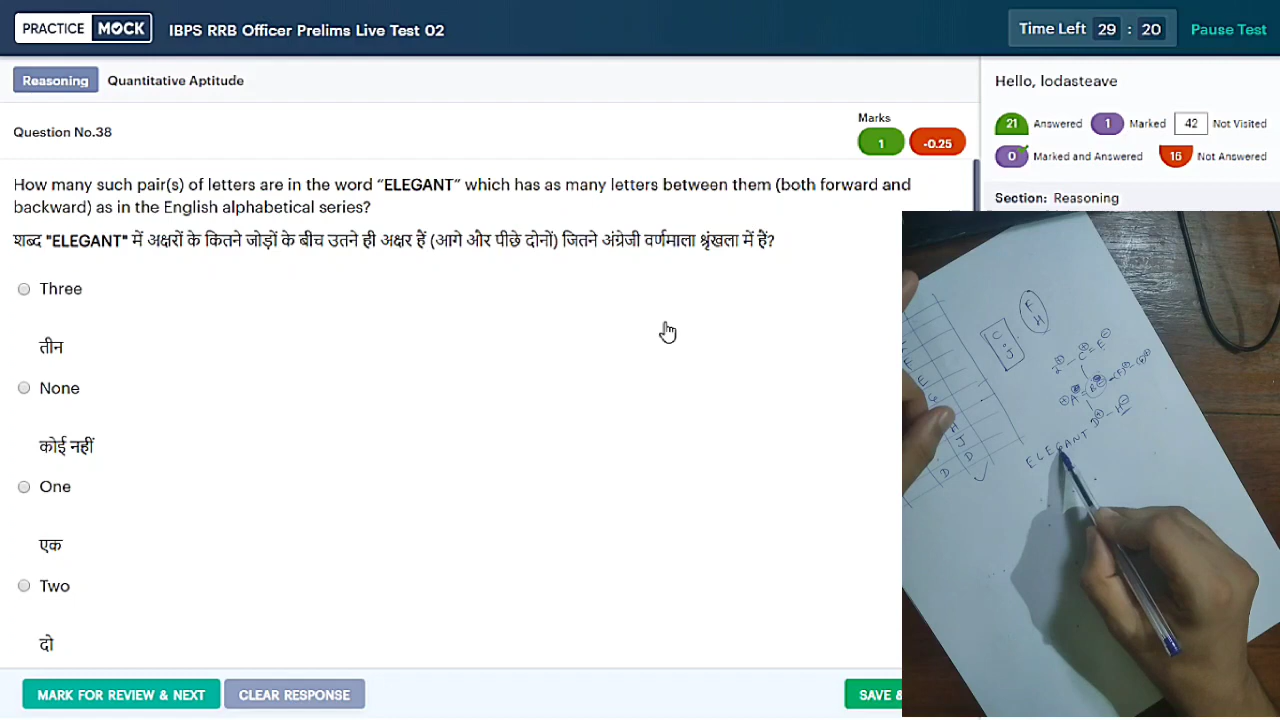 PRACTICE MOCK
IBPS RRB Officer Prelims Live Test 02
Time Left 29 : 20
Pause Test
Reasoning
Quantitative Aptitude
Hello, lodasteave
Question No.38
Marks
1
-0.25
21 Answered 1 Marked 42 Not Visited
0 Marked and Answered 16 Not Answered
Section: Reasoning
How many such pair(s) of letters are in the word "ELEGANT" which has as many letters between them (both forward and
backward) as in the English alphabetical series?
शब्द "ELEGANT" में अक्षरों के कितने जोड़ों के बीच उतने ही अक्षर हैं (आगे और पीछे दोनों) जितने अंग्रेजी वर्णमाला श्रृंखला में हैं?
Three
तीन
None
कोई नहीं
One
एक
Two
दो
MARK FOR REVIEW & NEXT
CLEAR RESPONSE
SAVE &
F
H
C
J
E
G
H
J
D
D
ELEGANT